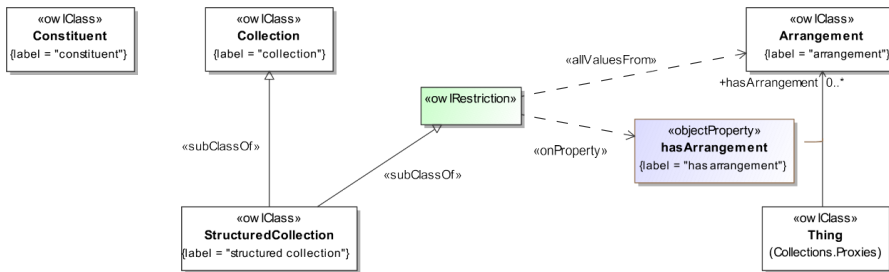 «owlClass»
Constituent
{label = "constituent"}
«owlClass»
Collection
{label = "collection"}
«owlClass»
Arrangement
{label = "arrangement"}
«allValuesFrom»
+hasArrangement 0..*
«owlRestriction»
«objectProperty»
hasArrangement
{label = "has arrangement"}
«onProperty»
«subClassOf»
«subClassOf»
«owlClass»
StructuredCollection
{label = "structured collection"}
«owlClass»
Thing
(Collections.Proxies)